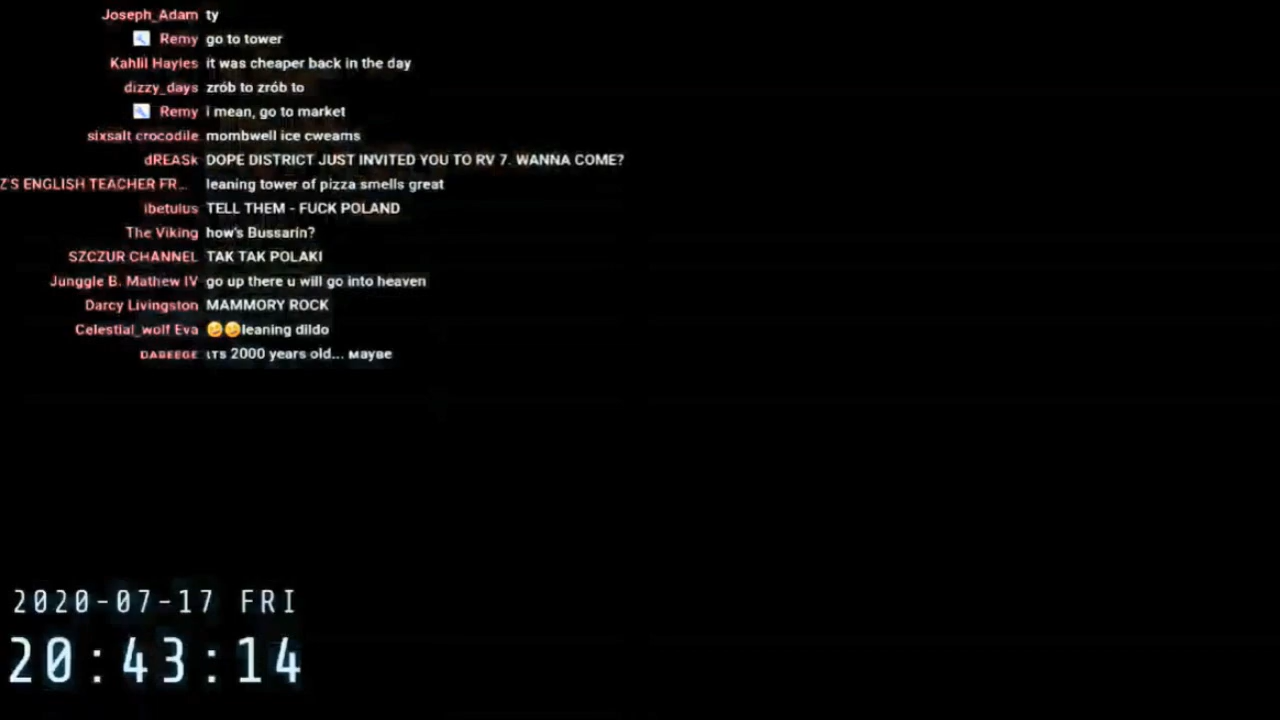 Joseph_Adam ty
Remy go to tower
Kahlil Hayles it was cheaper back in the day
dizzy_days zrób to zrób to
Remy i mean, go to market
sixsalt crocodile mombwell ice cweams
dREASk DOPE DISTRICT JUST INVITED YOU TO RV 7. WANNA COME?
Z'S ENGLISH TEACHER FR... leaning tower of pizza smells great
ibetulus TELL THEM - FUCK POLAND
The Viking how's Bussarin?
SZCZUR CHANNEL TAK TAK POLAKI
Junggle B. Mathew IV go up there u will go into heaven
Darcy Livingston MAMMORY ROCK
Celestial_wolf Eva 🤣🤣leaning dildo
DABEEGE ITS 2000 years old... Maybe
2020-07-17 FRI
20:43:14